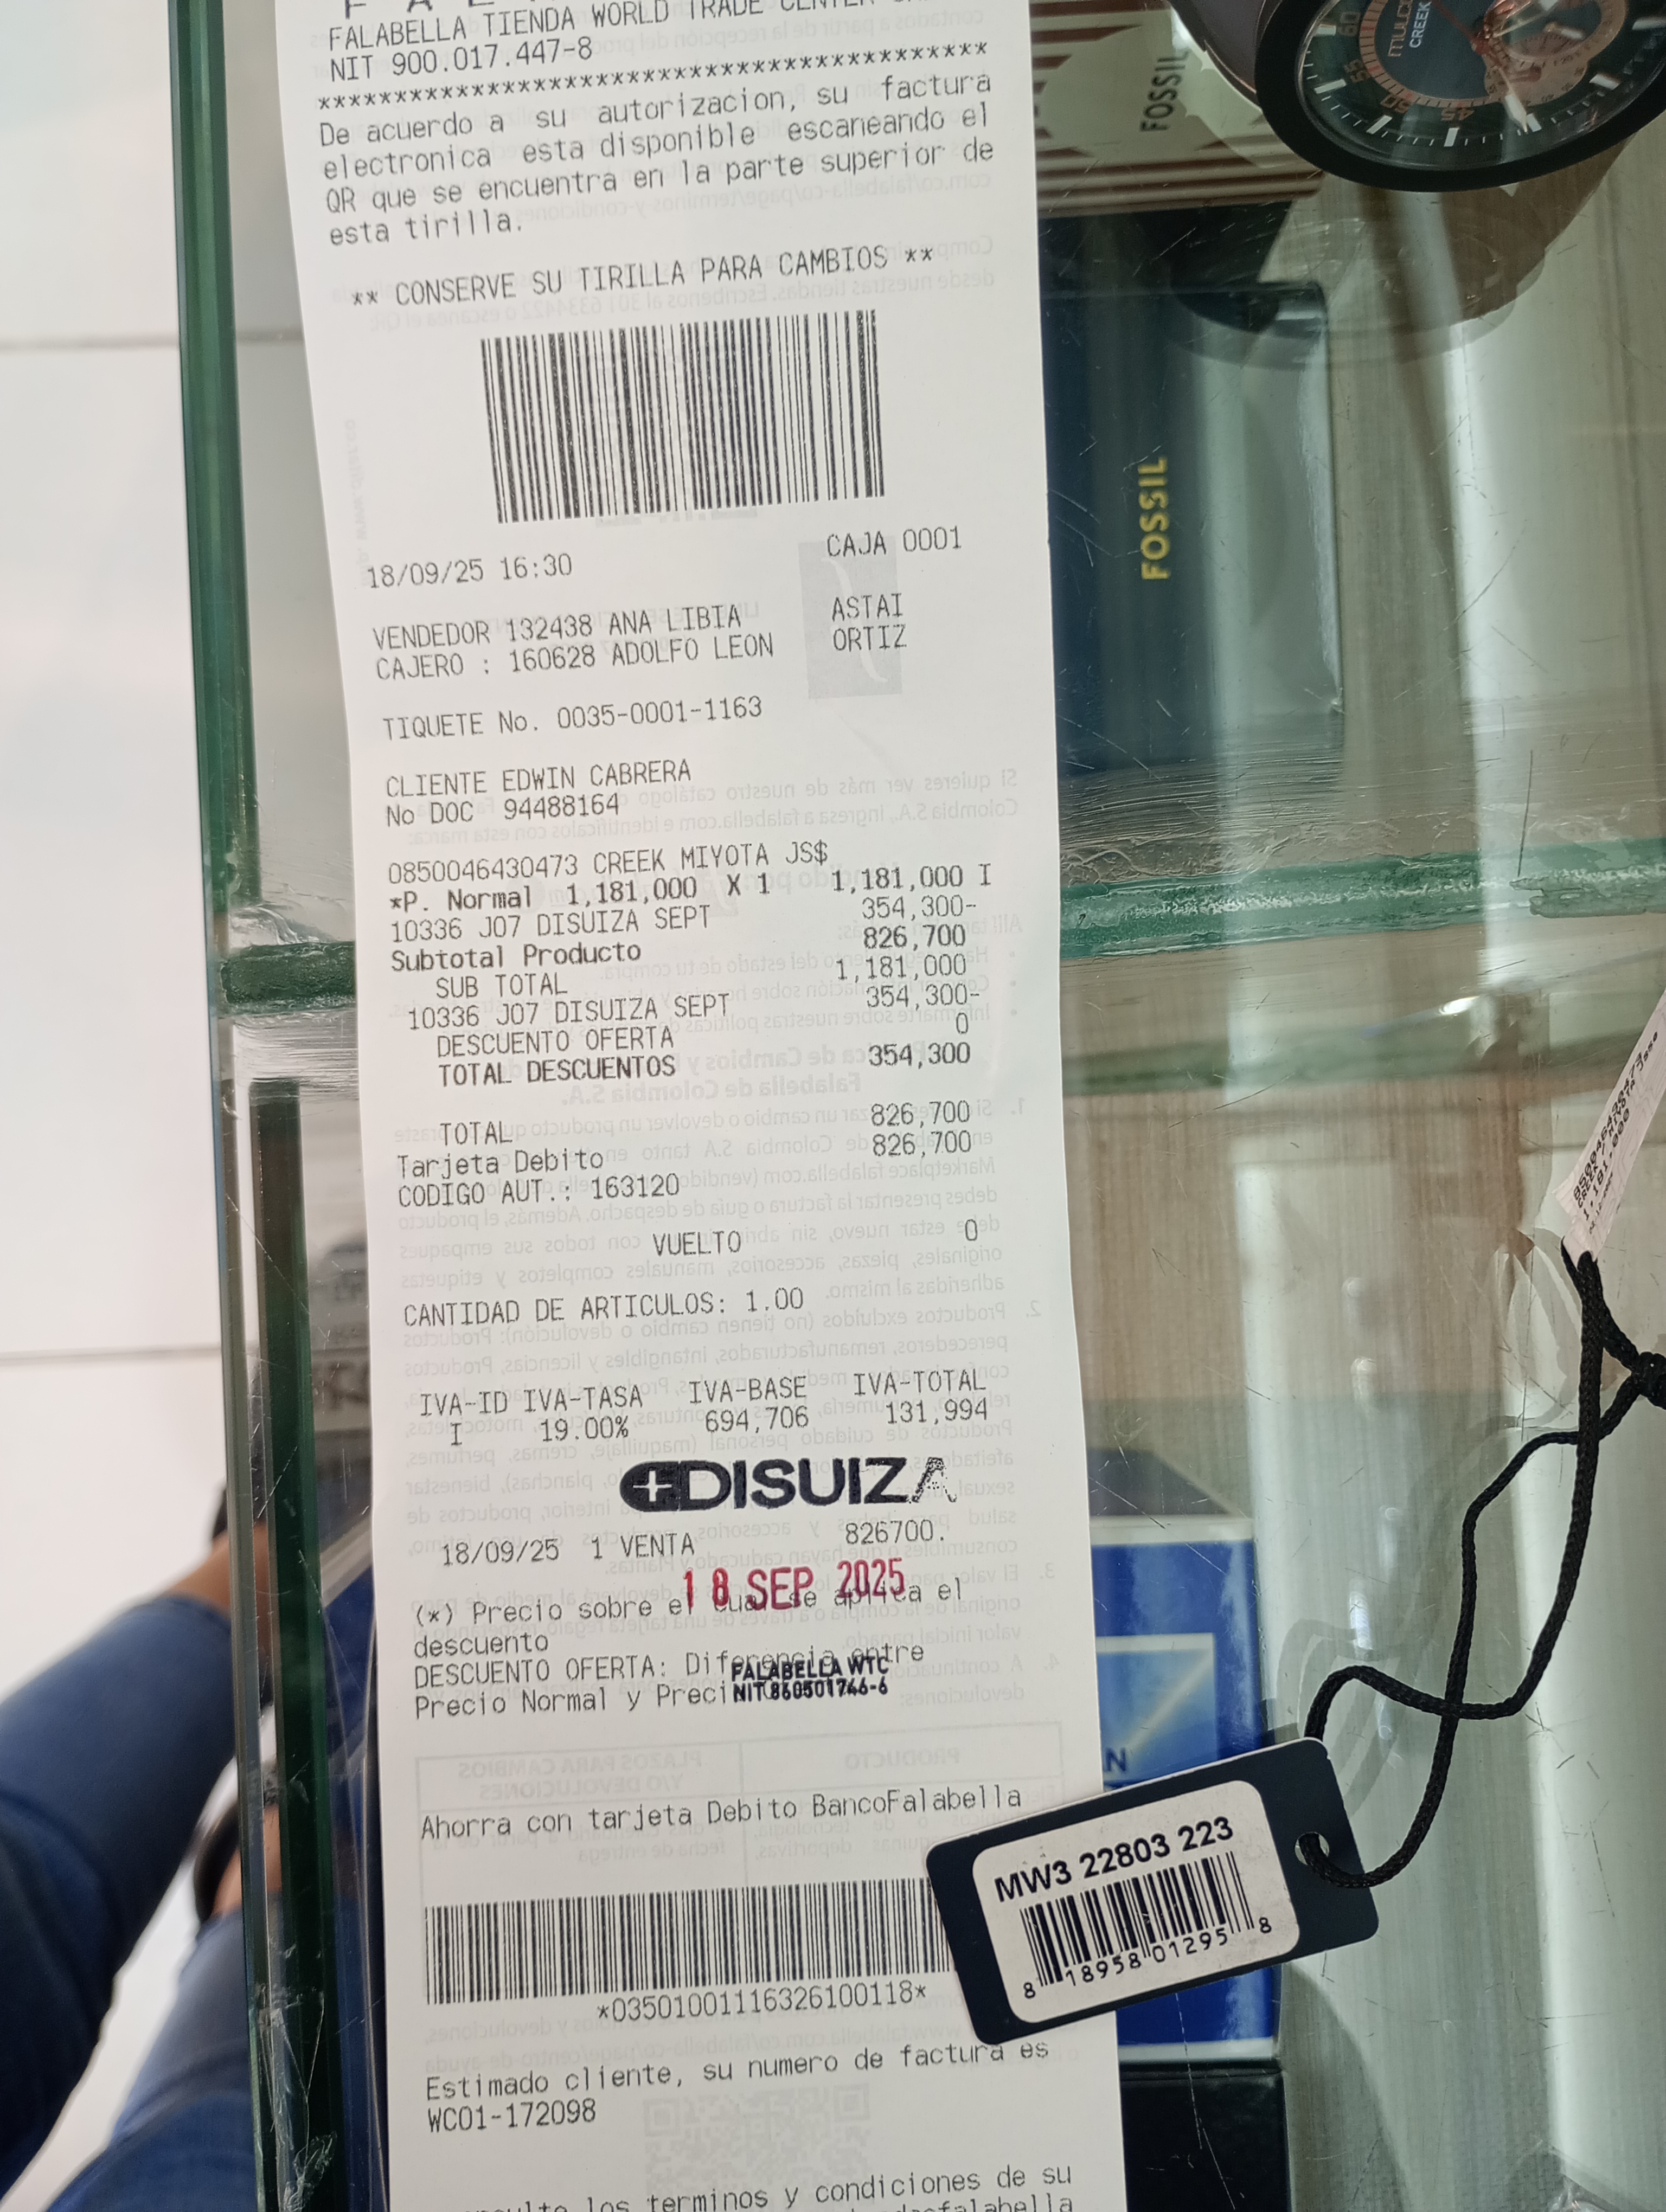 FALABELLA TIENDA WORLD TRADE CENTER
NIT 900.017.447-8
************************************
De acuerdo a su autorizacion, su factura
electronica esta disponible escaneando el
QR que se encuentra en la parte superior de
esta tirilla.
** CONSERVE SU TIRILLA PARA CAMBIOS **
18/09/25 16:30 CAJA 0001
VENDEDOR 132438 ANA LIBIA ASTAI
CAJERO : 160628 ADOLFO LEON ORTIZ
TIQUETE No. 0035-0001-1163
CLIENTE EDWIN CABRERA
No DOC 94488164
0850046430473 CREEK MIYOTA JS$
*P. Normal 1,181,000 X 1 1,181,000 I
10336 J07 DISUIZA SEPT 354,300-
Subtotal Producto 826,700
SUB TOTAL 1,181,000
10336 J07 DISUIZA SEPT 354,300-
DESCUENTO OFERTA 0
TOTAL DESCUENTOS 354,300
TOTAL 826,700
Tarjeta Debito 826,700
CODIGO AUT.: 163120
VUELTO 0
CANTIDAD DE ARTICULOS: 1.00
IVA-ID IVA-TASA IVA-BASE IVA-TOTAL
I 19.00% 694,706 131,994
DISUIZA
18/09/25 1 VENTA 826700.
18 SEP 2025
(*) Precio sobre el cual se aplica el
descuento
DESCUENTO OFERTA: Diferencia entre
Precio Normal y Preci
FALABELLA WTC
NIT 860501746-6
Ahorra con tarjeta Debito BancoFalabella
*03501001116326100118*
Estimado cliente, su numero de factura es
WCO1-172098
los terminos y condiciones de su
falabella
MW3 22803 223
8 18958 01295 8
FOSSIL
FOSSIL
CREEK
60
55
50
45